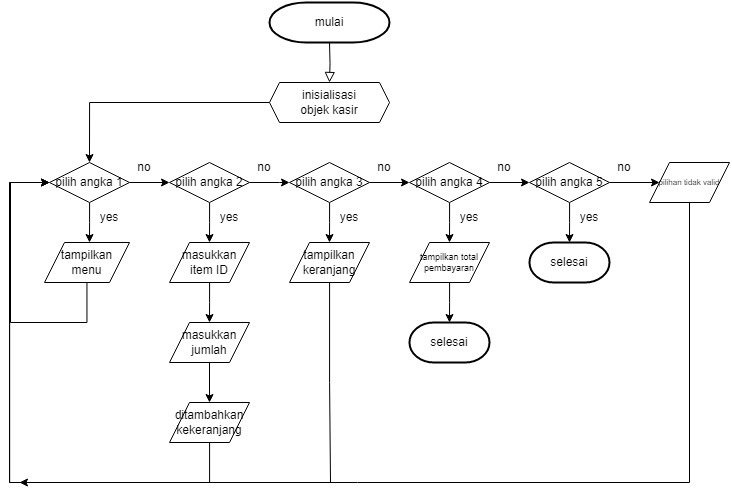 mulai
inisialisasi
objek kasir
pilih angka 1
no
pilih angka 2
no
pilih angka 3
no
pilih angka 4
no
pilih angka 5
no
pilihan tidak valid
yes
yes
yes
yes
yes
tampilkan
menu
masukkan
item ID
tampilkan
keranjang
tampilkan total
pembayaran
selesai
masukkan
jumlah
selesai
ditambahkan
kekeranjang